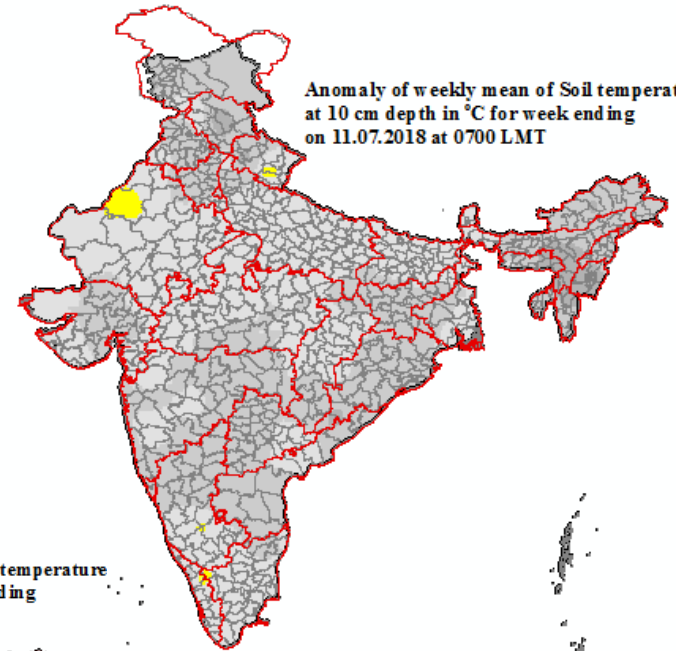 Anomaly of weekly mean of Soil temperat
at 10 cm depth in °C for week ending
on 11.07.2018 at 0700 LMT
temperature
ding